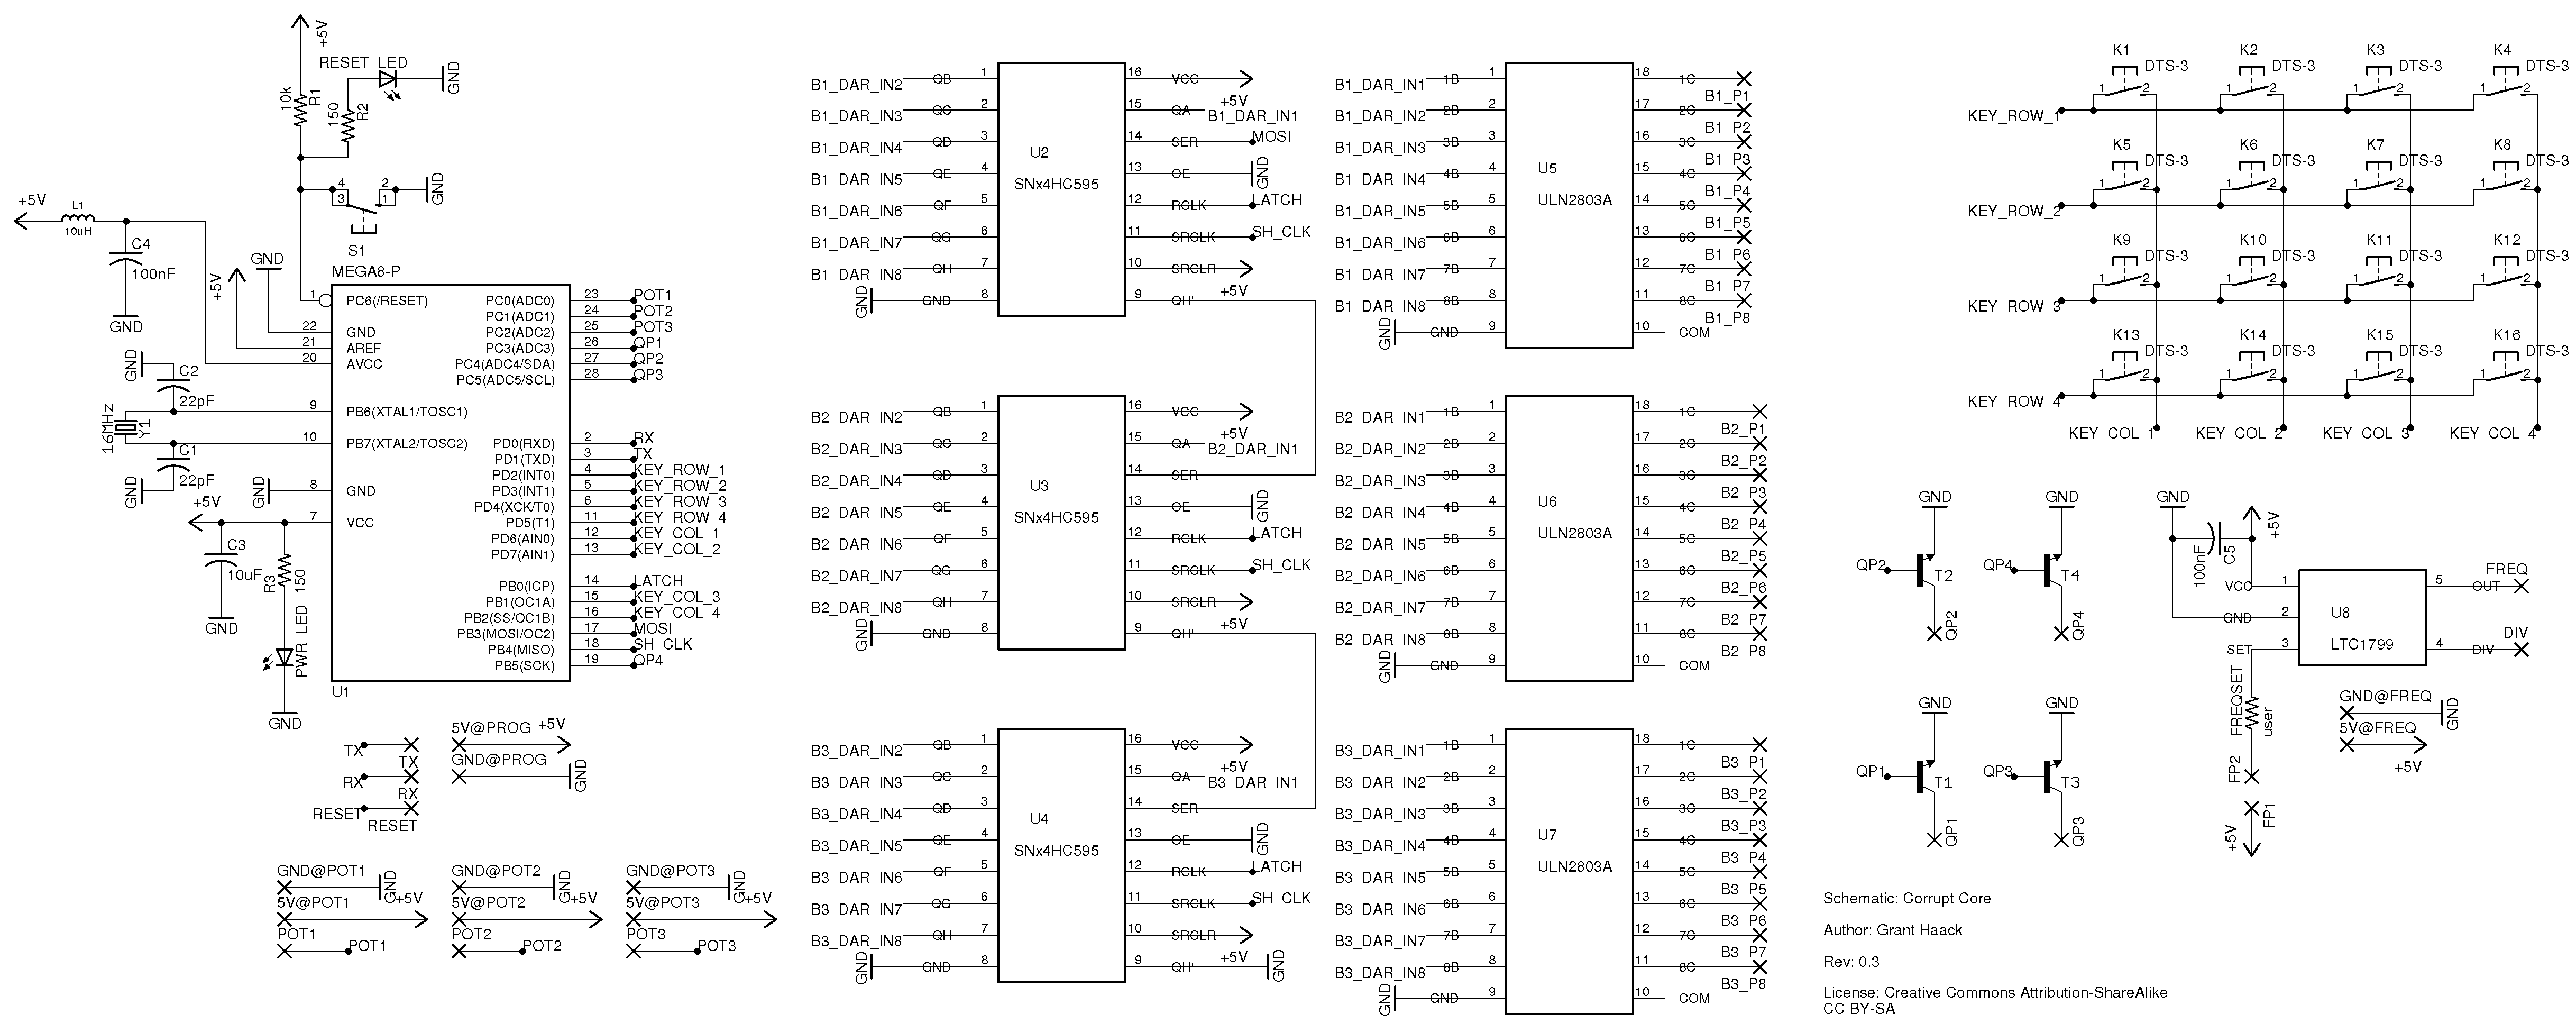 +5V
RESET_LED
GND
10k
R1
150
R2
4 2
3 1
GND
S1
+5V
L1
10uH
C4
100nF
GND
GND
+5V
MEGA8-P
1 PC6(/RESET)
22 GND
21 AREF
20 AVCC
9 PB6(XTAL1/TOSC1)
10 PB7(XTAL2/TOSC2)
8 GND
7 VCC
PC0(ADC0) 23 POT1
PC1(ADC1) 24 POT2
PC2(ADC2) 25 POT3
PC3(ADC3) 26 QP1
PC4(ADC4/SDA) 27 QP2
PC5(ADC5/SCL) 28 QP3
PD0(RXD) 2 RX
PD1(TXD) 3 TX
PD2(INT0) 4 KEY_ROW_1
PD3(INT1) 5 KEY_ROW_2
PD4(XCK/T0) 6 KEY_ROW_3
PD5(T1) 11 KEY_ROW_4
PD6(AIN0) 12 KEY_COL_1
PD7(AIN1) 13 KEY_COL_2
PB0(ICP) 14 LATCH
PB1(OC1A) 15 KEY_COL_3
PB2(SS/OC1B) 16 KEY_COL_4
PB3(MOSI/OC2) 17 MOSI
PB4(MISO) 18 SH_CLK
PB5(SCK) 19 QP4
U1
GND
C2
22pF
16MHz
Y1
C1
22pF
GND
GND
+5V
C3
10uF
GND
R3
150
PWR_LED
GND
TX TX
RX RX
RESET RESET
5V@PROG +5V
GND@PROG GND
GND@POT1 GND
5V@POT1 +5V
POT1 POT1
GND@POT2 GND
5V@POT2 +5V
POT2 POT2
GND@POT3 GND
5V@POT3 +5V
POT3 POT3
U2
SNx4HC595
B1_DAR_IN2 QB 1
B1_DAR_IN3 QC 2
B1_DAR_IN4 QD 3
B1_DAR_IN5 QE 4
B1_DAR_IN6 QF 5
B1_DAR_IN7 QG 6
B1_DAR_IN8 QH 7
GND GND 8
16 VCC +5V
15 QA B1_DAR_IN1
14 SER MOSI
13 OE GND
12 RCLK LATCH
11 SRCLK SH_CLK
10 SRCLR +5V
9 QH'
U3
SNx4HC595
B2_DAR_IN2 QB 1
B2_DAR_IN3 QC 2
B2_DAR_IN4 QD 3
B2_DAR_IN5 QE 4
B2_DAR_IN6 QF 5
B2_DAR_IN7 QG 6
B2_DAR_IN8 QH 7
GND GND 8
16 VCC +5V
15 QA B2_DAR_IN1
14 SER
13 OE GND
12 RCLK LATCH
11 SRCLK SH_CLK
10 SRCLR +5V
9 QH'
U4
SNx4HC595
B3_DAR_IN2 QB 1
B3_DAR_IN3 QC 2
B3_DAR_IN4 QD 3
B3_DAR_IN5 QE 4
B3_DAR_IN6 QF 5
B3_DAR_IN7 QG 6
B3_DAR_IN8 QH 7
GND GND 8
16 VCC +5V
15 QA B3_DAR_IN1
14 SER
13 OE GND
12 RCLK LATCH
11 SRCLK SH_CLK
10 SRCLR +5V
9 QH' GND
U5
ULN2803A
B1_DAR_IN1 1B 1
B1_DAR_IN2 2B 2
B1_DAR_IN3 3B 3
B1_DAR_IN4 4B 4
B1_DAR_IN5 5B 5
B1_DAR_IN6 6B 6
B1_DAR_IN7 7B 7
B1_DAR_IN8 8B 8
GND GND 9
18 1C B1_P1
17 2C B1_P2
16 3C B1_P3
15 4C B1_P4
14 5C B1_P5
13 6C B1_P6
12 7C B1_P7
11 8C B1_P8
10 COM
U6
ULN2803A
B2_DAR_IN1 1B 1
B2_DAR_IN2 2B 2
B2_DAR_IN3 3B 3
B2_DAR_IN4 4B 4
B2_DAR_IN5 5B 5
B2_DAR_IN6 6B 6
B2_DAR_IN7 7B 7
B2_DAR_IN8 8B 8
GND GND 9
18 1C B2_P1
17 2C B2_P2
16 3C B2_P3
15 4C B2_P4
14 5C B2_P5
13 6C B2_P6
12 7C B2_P7
11 8C B2_P8
10 COM
U7
ULN2803A
B3_DAR_IN1 1B 1
B3_DAR_IN2 2B 2
B3_DAR_IN3 3B 3
B3_DAR_IN4 4B 4
B3_DAR_IN5 5B 5
B3_DAR_IN6 6B 6
B3_DAR_IN7 7B 7
B3_DAR_IN8 8B 8
GND GND 9
18 1C B3_P1
17 2C B3_P2
16 3C B3_P3
15 4C B3_P4
14 5C B3_P5
13 6C B3_P6
12 7C B3_P7
11 8C B3_P8
10 COM
K1 K2 K3 K4
DTS-3 DTS-3 DTS-3 DTS-3
1 2 1 2 1 2 1 2
KEY_ROW_1
K5 K6 K7 K8
DTS-3 DTS-3 DTS-3 DTS-3
1 2 1 2 1 2 1 2
KEY_ROW_2
K9 K10 K11 K12
DTS-3 DTS-3 DTS-3 DTS-3
1 2 1 2 1 2 1 2
KEY_ROW_3
K13 K14 K15 K16
DTS-3 DTS-3 DTS-3 DTS-3
1 2 1 2 1 2 1 2
KEY_ROW_4
KEY_COL_1 KEY_COL_2 KEY_COL_3 KEY_COL_4
GND
QP2 T2
QP2
GND
QP4 T4
QP4
GND
QP1 T1
QP1
GND
QP3 T3
QP3
GND
100nF
C5
+5V
VCC 1
GND 2
SET 3
U8
LTC1799
5 OUT FREQ
4 DIV DIV
FREQSET
user
FP2
FP1
+5V
GND@FREQ GND
5V@FREQ +5V
Schematic: Corrupt Core
Author: Grant Haack
Rev: 0.3
License: Creative Commons Attribution-ShareAlike
CC BY-SA